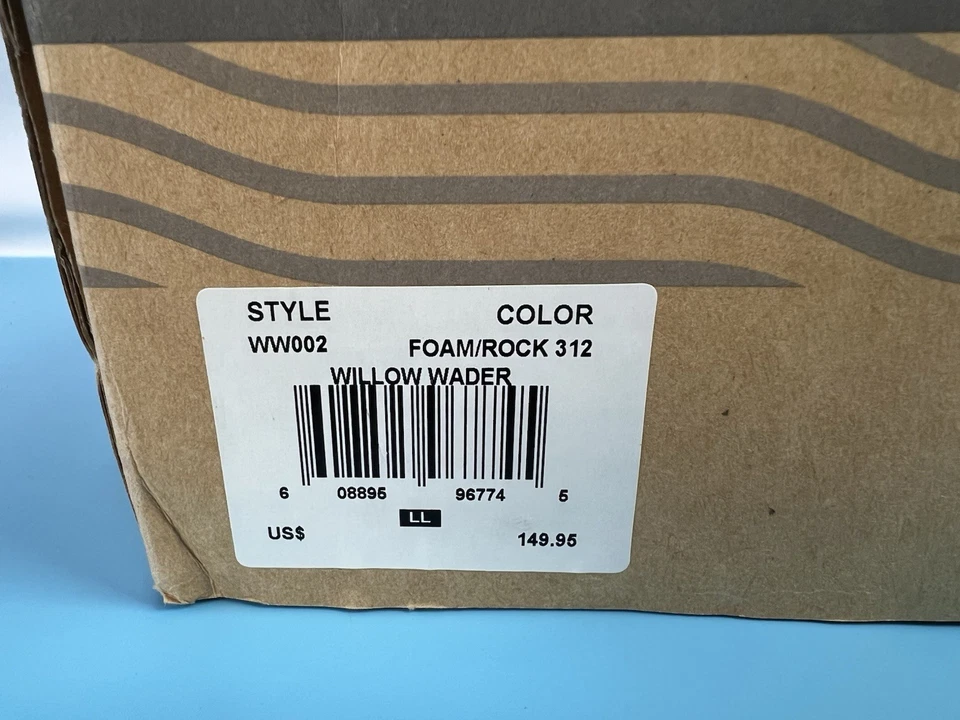 STYLE COLOR
WW002 FOAM/ROCK 312
WILLOW WADER
6 08895 96774 5
LL
US$ 149.95